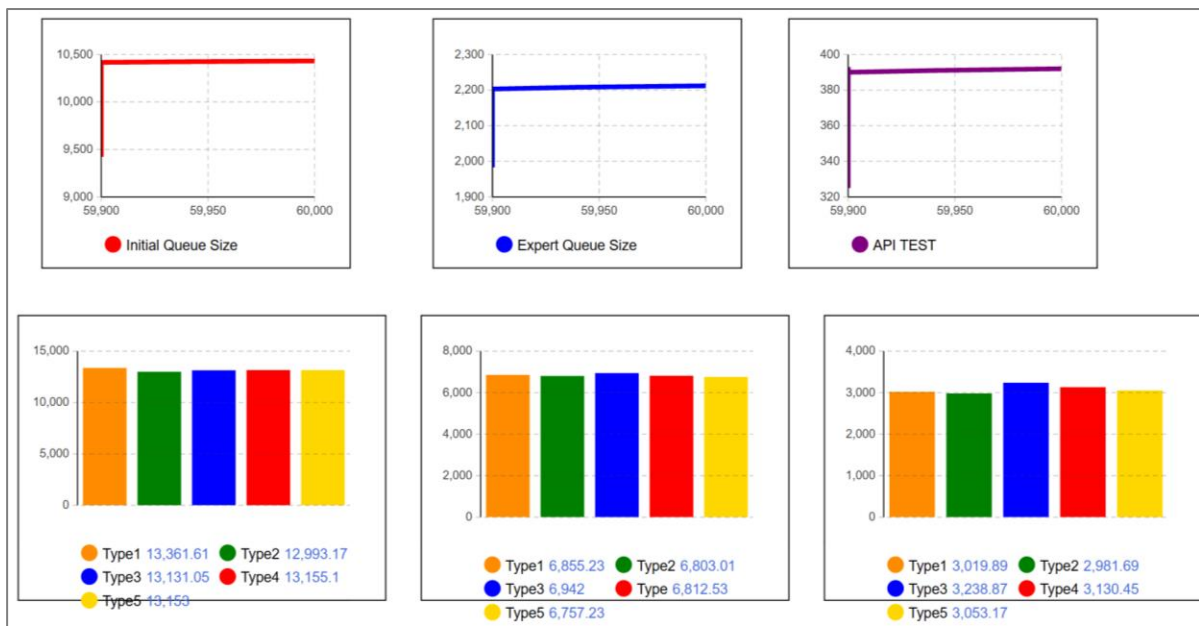 10,500
10,000
9,500
9,000
59,900 59,950 60,000
Initial Queue Size
2,300
2,200
2,100
2,000
1,900
59,900 59,950 60,000
Expert Queue Size
400
380
360
340
320
59,900 59,950 60,000
API TEST
15,000
10,000
5,000
0
Type1 13,361.61 Type2 12,993.17
Type3 13,131.05 Type4 13,155.1
Type5 13,153
8,000
6,000
4,000
2,000
0
Type1 6,855.23 Type2 6,803.01
Type3 6,942 Type 6,812.53
Type5 6,757.23
4,000
3,000
2,000
1,000
0
Type1 3,019.89 Type2 2,981.69
Type3 3,238.87 Type4 3,130.45
Type5 3,053.17